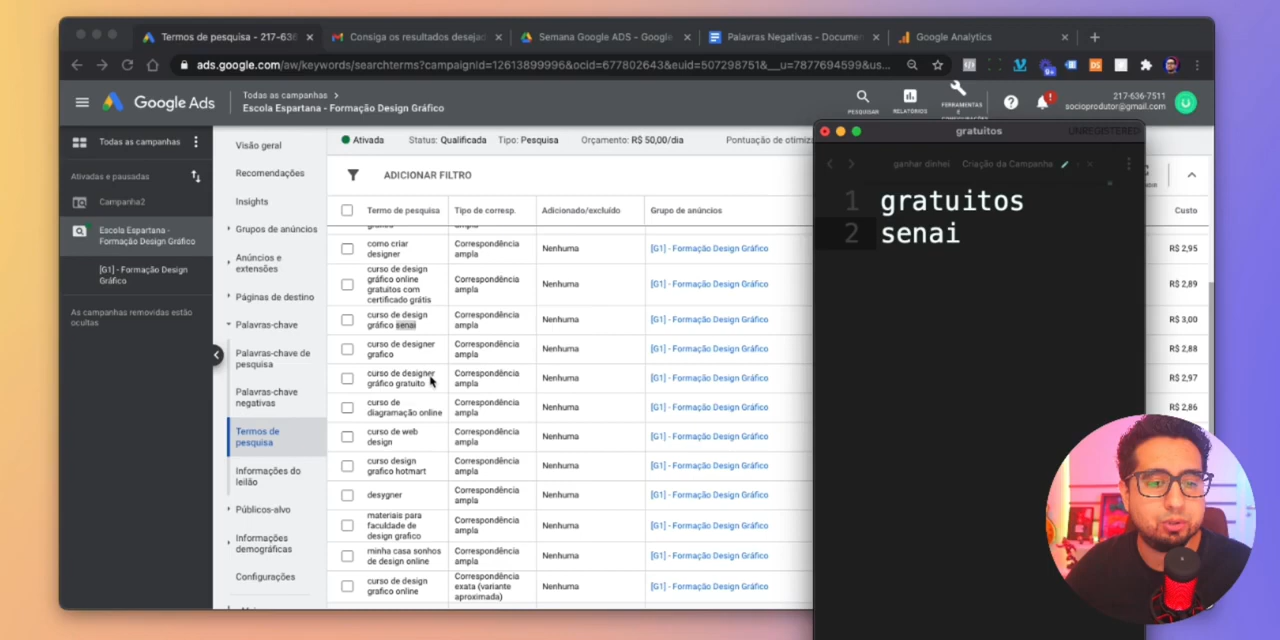 Termos de pesquisa - 217-636
Consiga os resultados desejad
Semana Google ADS - Google
Palavras Negativas - Documen
Google Analytics
ads.google.com/aw/keywords/searchterms?campaignId=12613899996&ocid=677802643&euid=507298751&__u=7877694599&us...
Google Ads
Todas as campanhas
Escola Espartana - Formação Design Gráfico
PESQUISAR
RELATÓRIOS
FERRAMENTAS E
217-636-7511
socioprodutor@gmail.com
Todas as campanhas
Ativadas e pausadas
Campanha2
Escola Espartana -
Formação Design Gráfico
[G1] - Formação Design
Gráfico
As campanhas removidas estão
ocultas
Visão geral
Recomendações
Insights
Grupos de anúncios
Anúncios e
extensões
Páginas de destino
Palavras-chave
Palavras-chave de
pesquisa
Palavras-chave
negativas
Termos de
pesquisa
Informações do
leilão
Públicos-alvo
Informações
demográficas
Configurações
Ativada Status: Qualificada Tipo: Pesquisa Orçamento: R$ 50,00/dia Pontuação de otimiz
ADICIONAR FILTRO
Termo de pesquisa Tipo de corresp. Adicionado/excluído Grupo de anúncios Custo
como criar
designer
Correspondência
ampla
Nenhuma
[G1] - Formação Design Gráfico
R$ 2,95
curso de design
gráfico online
gratuitos com
certificado grátis
Correspondência
ampla
Nenhuma
[G1] - Formação Design Gráfico
R$ 2,89
curso de design
gráfico senai
Correspondência
ampla
Nenhuma
[G1] - Formação Design Gráfico
R$ 3,00
curso de designer
grafico
Correspondência
ampla
Nenhuma
[G1] - Formação Design Gráfico
R$ 2,88
curso de designer
gráfico gratuito
Correspondência
ampla
Nenhuma
[G1] - Formação Design Gráfico
R$ 2,97
curso de
diagramação online
Correspondência
ampla
Nenhuma
[G1] - Formação Design Gráfico
R$ 2,86
curso de web
design
Correspondência
ampla
Nenhuma
[G1] - Formação Design Gráfico
curso design
grafico hotmart
Correspondência
ampla
Nenhuma
[G1] - Formação Design Gráfico
desygner
Correspondência
ampla
Nenhuma
[G1] - Formação Design Gráfico
materiais para
faculdade de
design grafico
Correspondência
ampla
Nenhuma
[G1] - Formação Design Gráfico
minha casa sonhos
de design online
Correspondência
ampla
Nenhuma
[G1] - Formação Design Gráfico
curso de design
grafico online
Correspondência
exata (variante
aproximada)
Nenhuma
[G1] - Formação Design Gráfico
gratuitos
UNREGISTERED
ganhar dinhei Criação da Campanha
1 gratuitos
2 senai